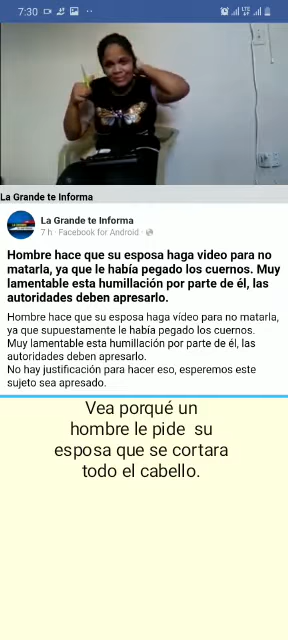 7:30
La Grande te Informa
La Grande te Informa
7 h · Facebook for Android ·
Hombre hace que su esposa haga video para no
matarla, ya que le había pegado los cuernos. Muy
lamentable esta humillación por parte de él, las
autoridades deben apresarlo.
Hombre hace que su esposa haga vídeo para no matarla,
ya que supuestamente le había pegado los cuernos.
Muy lamentable esta humillación por parte de él, las
autoridades deben apresarlo.
No hay justificación para hacer eso, esperemos este
sujeto sea apresado.
Vea porqué un
hombre le pide su
esposa que se cortara
todo el cabello.